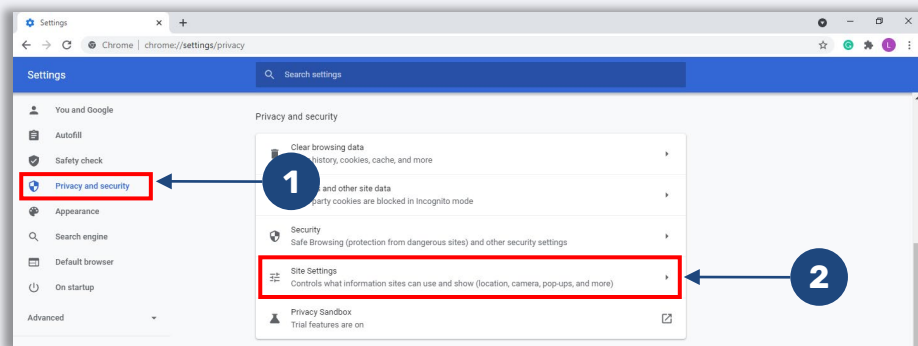 Settings
Chrome | chrome://settings/privacy
L
Settings
Search settings
You and Google
Autofill
Safety check
Privacy and security
Appearance
Search engine
Default browser
On startup
Advanced
Privacy and security
Clear browsing data
history, cookies, cache, and more
and other site data
party cookies are blocked in Incognito mode
Security
Safe Browsing (protection from dangerous sites) and other security settings
Site Settings
Controls what information sites can use and show (location, camera, pop-ups, and more)
Privacy Sandbox
Trial features are on
1
2